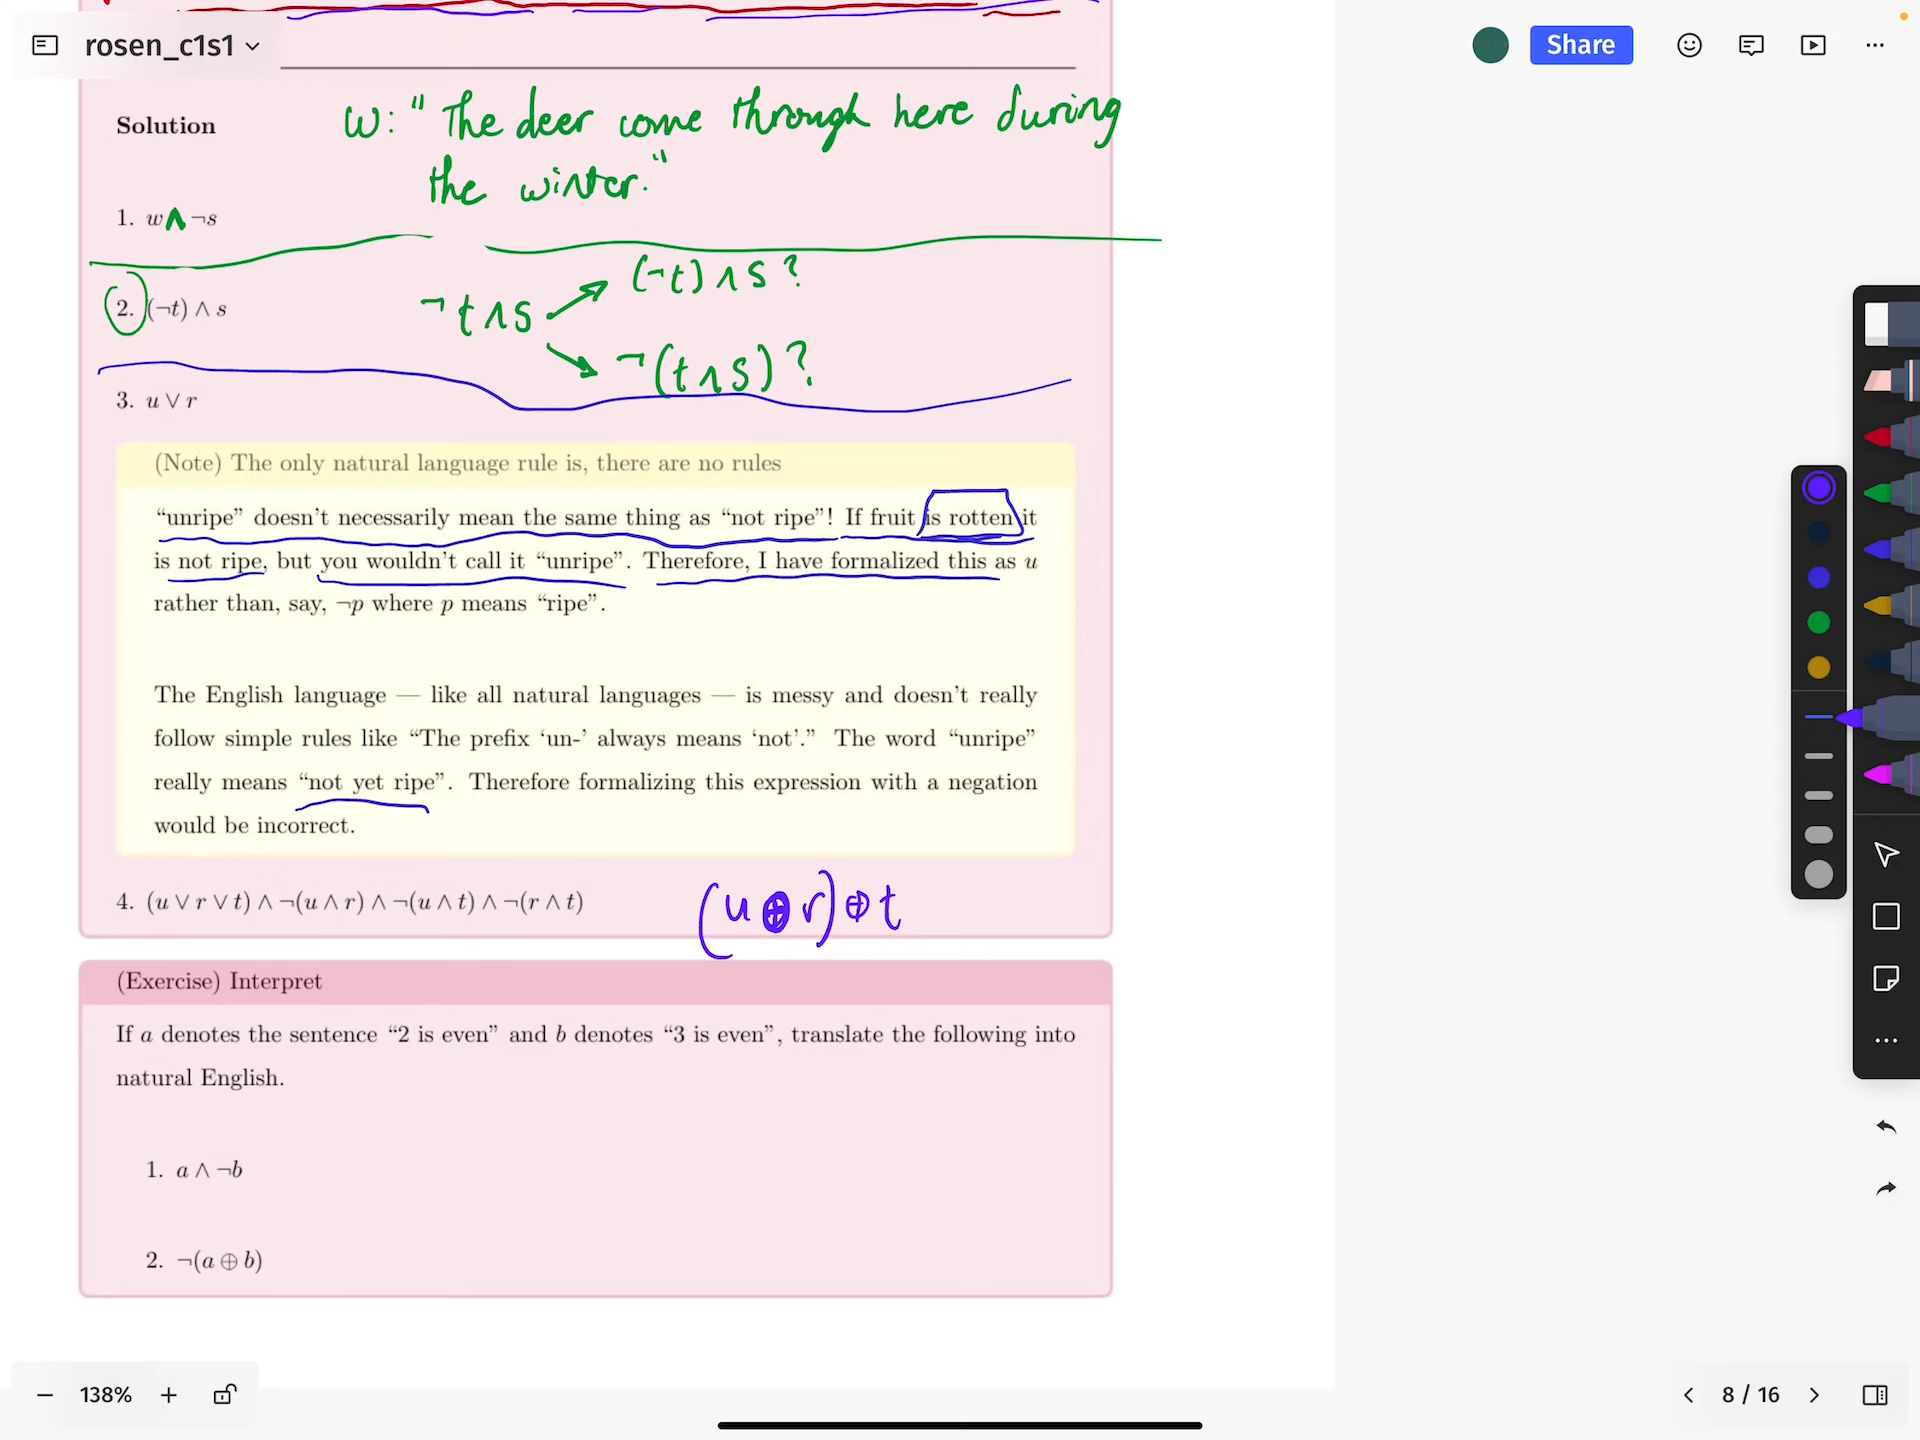 rosen_c1s1
Share
Solution
w: "The deer come through here during
the winter."
1. w ∧ ¬s
2. (¬t) ∧ s
¬t∧s
(¬t)∧s?
¬(t∧s)?
3. u ∨ r
(Note) The only natural language rule is, there are no rules
“unripe” doesn’t necessarily mean the same thing as “not ripe”! If fruit is rotten it
is not ripe, but you wouldn’t call it “unripe”. Therefore, I have formalized this as u
rather than, say, ¬p where p means “ripe”.
The English language — like all natural languages — is messy and doesn’t really
follow simple rules like “The prefix ‘un-’ always means ‘not’.” The word “unripe”
really means “not yet ripe”. Therefore formalizing this expression with a negation
would be incorrect.
4. (u ∨ r ∨ t) ∧ ¬(u ∧ r) ∧ ¬(u ∧ t) ∧ ¬(r ∧ t)
(u ⊕ r) ⊕ t
(Exercise) Interpret
If a denotes the sentence “2 is even” and b denotes “3 is even”, translate the following into
natural English.
1. a ∧ ¬b
2. ¬(a ⊕ b)
138%
8 / 16